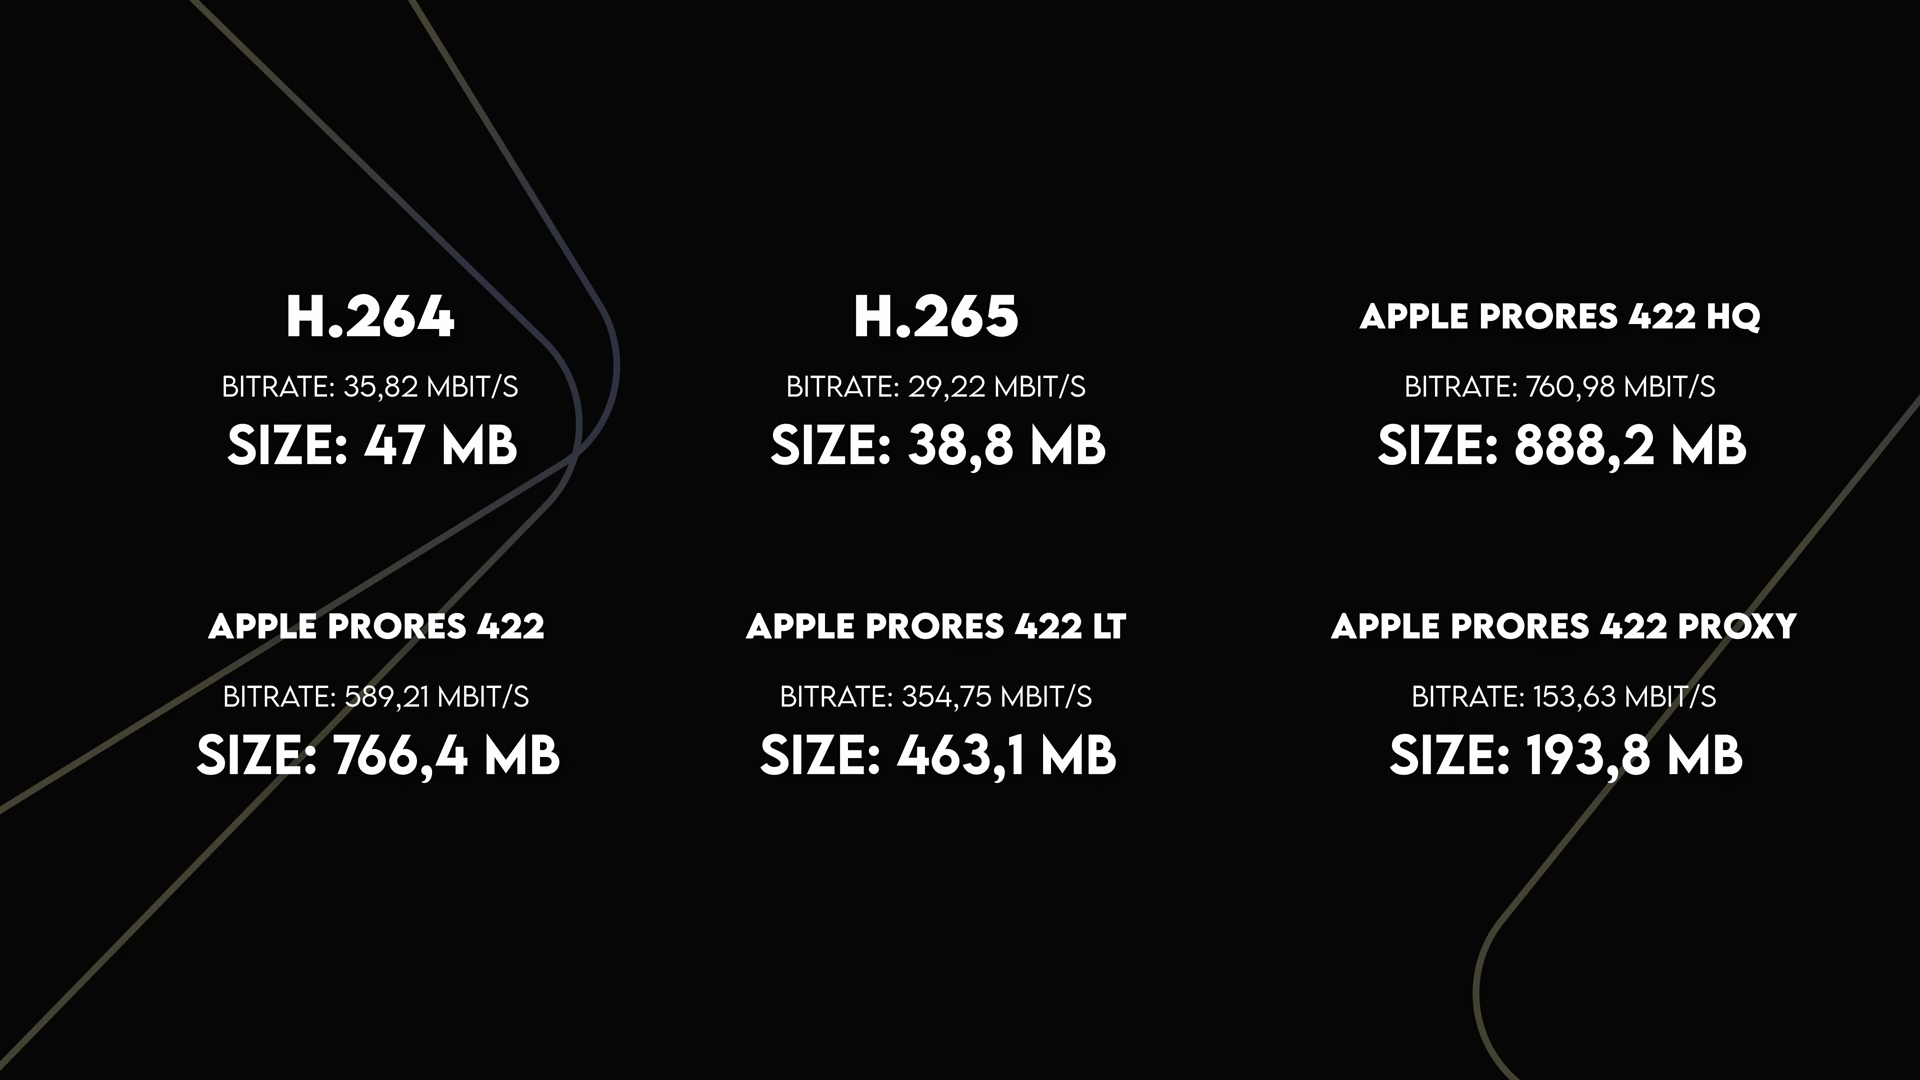 H.264
BITRATE: 35,82 MBIT/S
SIZE: 47 MB
H.265
BITRATE: 29,22 MBIT/S
SIZE: 38,8 MB
APPLE PRORES 422 HQ
BITRATE: 760,98 MBIT/S
SIZE: 888,2 MB
APPLE PRORES 422
BITRATE: 589,21 MBIT/S
SIZE: 766,4 MB
APPLE PRORES 422 LT
BITRATE: 354,75 MBIT/S
SIZE: 463,1 MB
APPLE PRORES 422 PROXY
BITRATE: 153,63 MBIT/S
SIZE: 193,8 MB